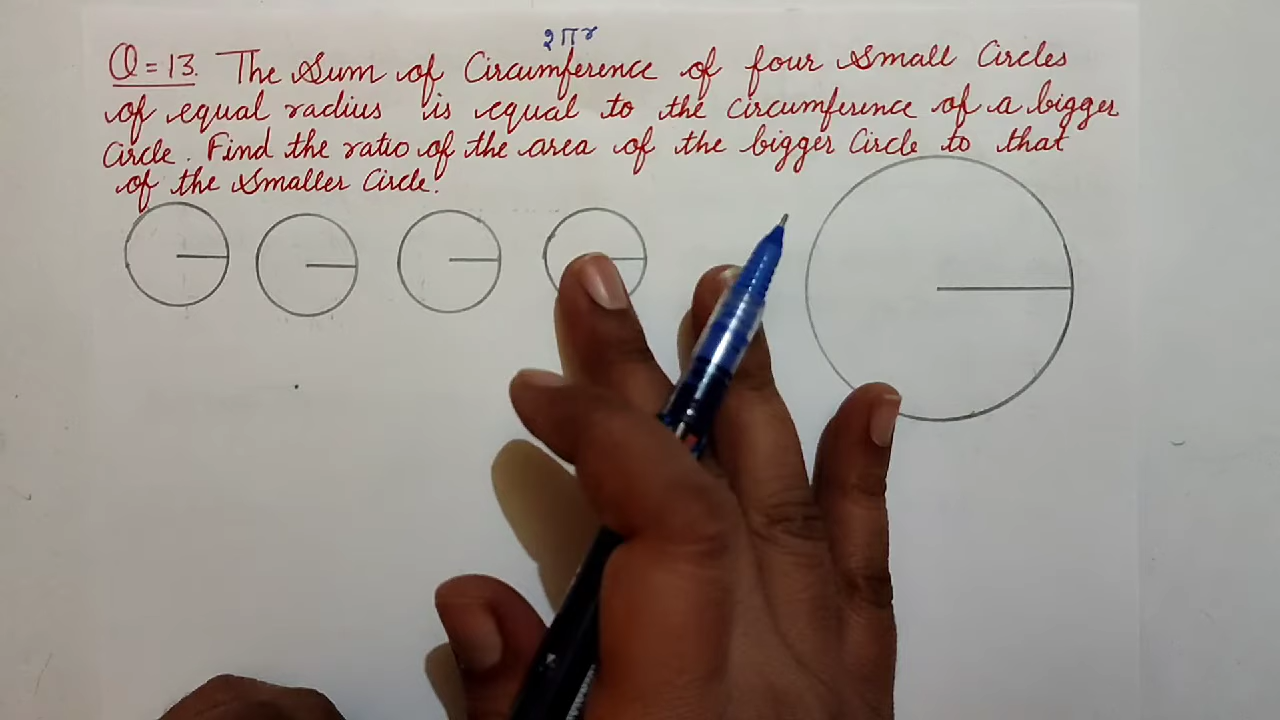 2πr
Q=13. The Sum of Circumference of four Small Circles
of equal radius is equal to the circumference of a bigger
Circle. Find the ratio of the area of the bigger Circle to that
of the Smaller Circle.